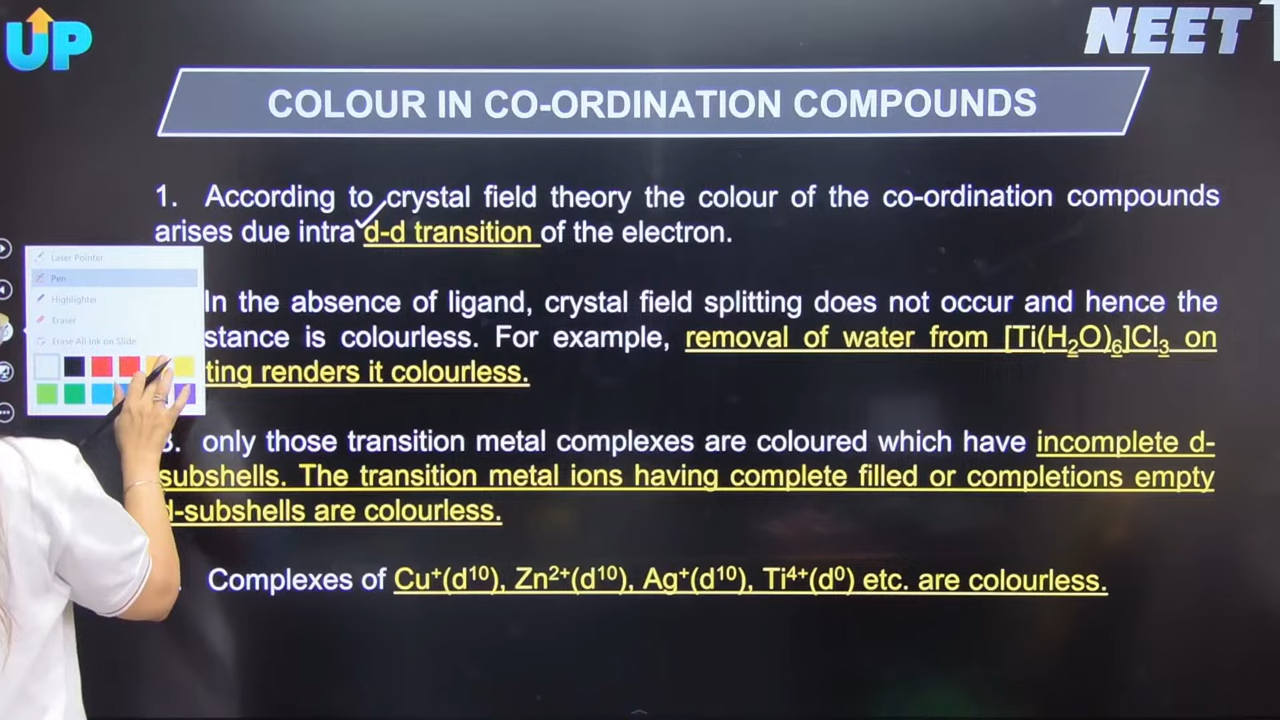 UP
NEET
COLOUR IN CO-ORDINATION COMPOUNDS
1. According to crystal field theory the colour of the co-ordination compounds
arises due intra d-d transition of the electron.
In the absence of ligand, crystal field splitting does not occur and hence the
stance is colourless. For example, removal of water from [Ti(H₂O)₆]Cl₃ on
ting renders it colourless.
3. only those transition metal complexes are coloured which have incomplete d-
subshells. The transition metal ions having complete filled or completions empty
d-subshells are colourless.
Complexes of Cu⁺(d¹⁰), Zn²⁺(d¹⁰), Ag⁺(d¹⁰), Ti⁴⁺(d⁰) etc. are colourless.
Laser Pointer
Pen
Highlighter
Eraser
Erase All Ink on Slide